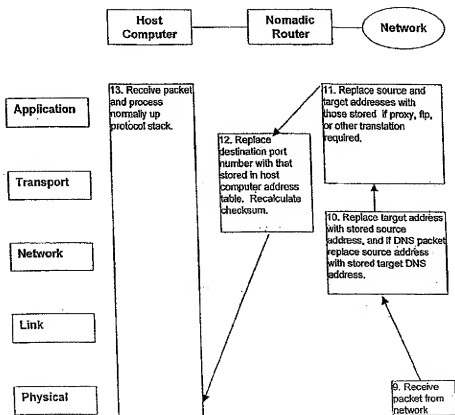 Host
Computer
Nomadic
Router
Network
Application
Transport
Network
Link
Physical
13. Receive packet
and process
normally up
protocol stack.
11. Replace source and
target addresses with
those stored if proxy, ftp,
or other translation
required.
12. Replace
destination port
number with that
stored in host
computer address
table. Recalculate
checksum.
10. Replace target address
with stored source
address, and if DNS packet
replace source address
with stored target DNS
address.
9. Receive
packet from
network